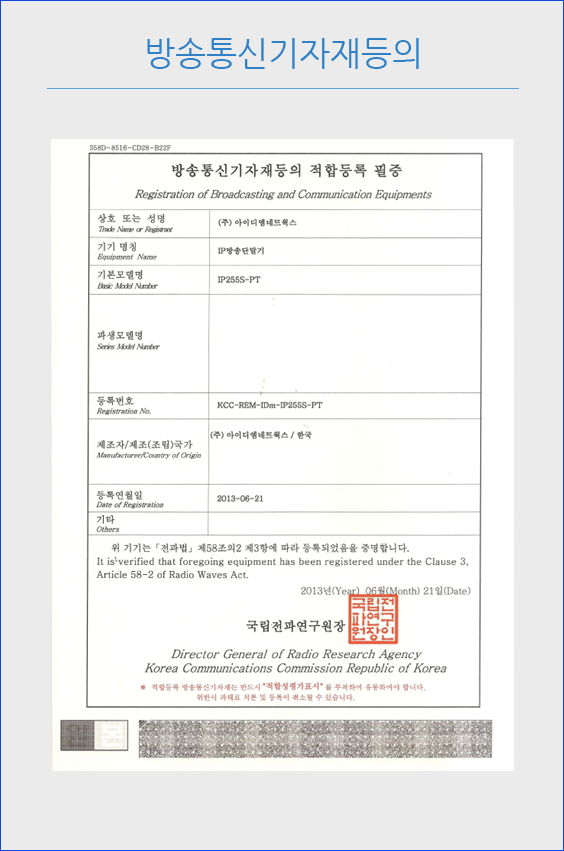 방송통신기자재등의
358D-8516-CD28-B22F
방송통신기자재등의 적합등록 필증
Registration of Broadcasting and Communication Equipments
상호 또는 성명
Trade Name or Registrant
(주) 아이디엠네트웍스
기기 명칭
Equipment Name
IP방송단말기
기본모델명
Basic Model Number
IP255S-PT
파생모델명
Series Model Number
등록번호
Registration No.
KCC-REM-IDm-IP255S-PT
제조자/제조(조립)국가
Manufacturer/Country of Origin
(주) 아이디엠네트웍스 / 한국
등록연월일
Date of Registration
2013-06-21
기타
Others
위 기기는 「전파법」 제58조의2 제3항에 따라 등록되었음을 증명합니다.
It is verified that foregoing equipment has been registered under the Clause 3,
Article 58-2 of Radio Waves Act.
2013년(Year) 06월(Month) 21일(Date)
국립전파연구원장
국립전
파연구
원장인
Director General of Radio Research Agency
Korea Communications Commission Republic of Korea
※ 적합등록 방송통신기자재는 반드시 "적합성평가표시" 를 부착하여 유통하여야 합니다.
위반시 과태료 처분 및 등록이 취소될 수 있습니다.